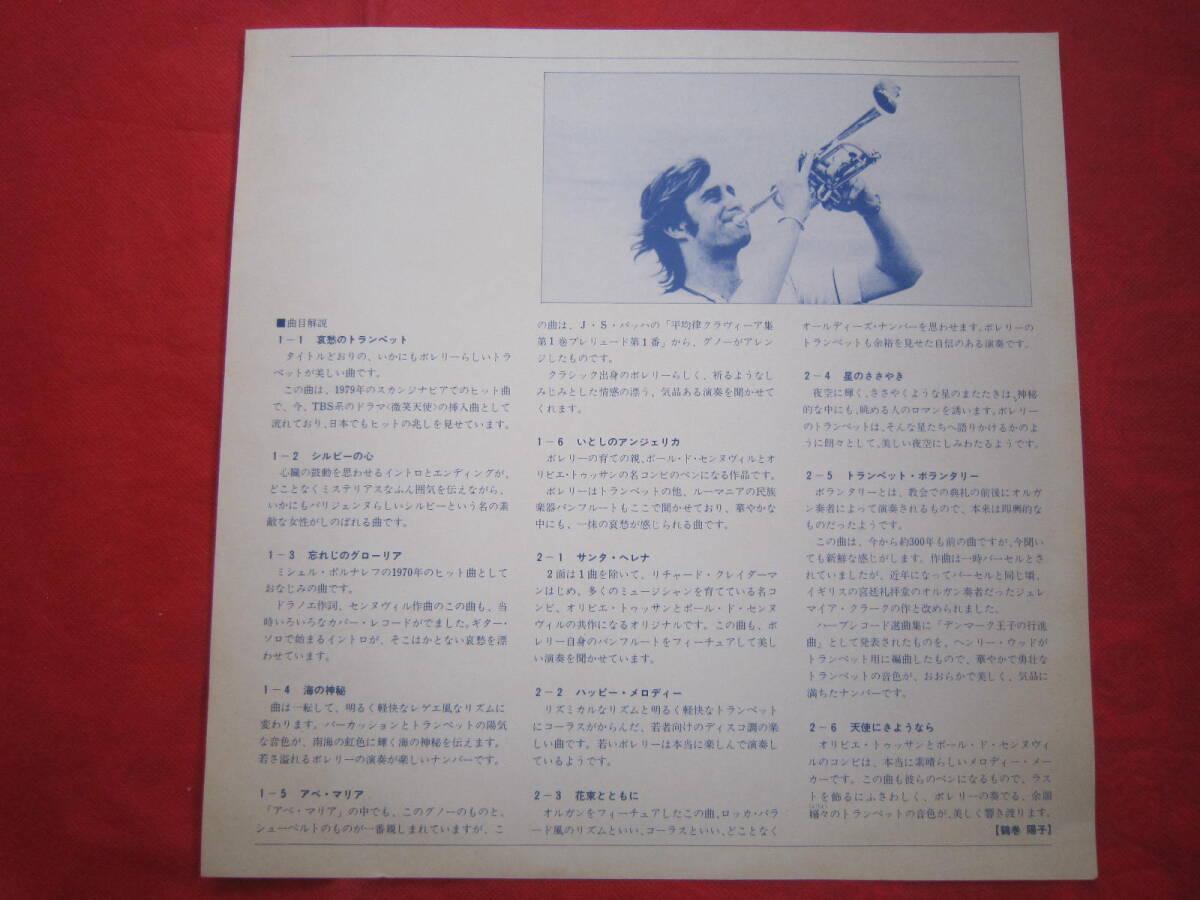 ■曲目解説
1－1　哀愁のトランペット
タイトルどおりの、いかにもボレリーらしいトラ
ペットが美しい曲です。
この曲は、1979年のスカンジナビアでのヒット曲
で、今、TBS系のドラマ〈微笑天使〉の挿入曲として
流れており、日本でもヒットの兆しを見せています。
1－2　シルビーの心
心臓の鼓動を思わせるイントロとエンディングが、
どことなくミステリアスなふん囲気を伝えながら、
いかにもパリジェンヌらしいシルビーという名の素
敵な女性がしのばれる曲です。
1－3　忘れじのグローリア
ミシェル・ポルナレフの1970年のヒット曲として
おなじみの曲です。
ドラノエ作詞、センヌヴィル作曲のこの曲も、当
時いろいろなカバー・レコードがでました。ギター・
ソロで始まるイントロが、そこはかとない哀愁を漂
わせています。
1－4　海の神秘
曲は一転して、明るく軽快なレゲエ風なリズムに
変わります。パーカッションとトランペットの陽気
な音色が、南海の虹色に輝く海の神秘を伝えます。
若さ溢れるボレリーの演奏が楽しいナンバーです。
1－5　アベ・マリア
「アベ・マリア」の中でも、このグノーのものと、
シューベルトのものが一番親しまれていますが、こ
の曲は、J・S・バッハの「平均律クラヴィーア集
第1巻プレリュード第1番」から、グノーがアレン
ジしたものです。
クラシック出身のボレリーらしく、祈るようなし
みじみとした情感の漂う、気品ある演奏を聞かせて
くれます。
1－6　いとしのアンジェリカ
ボレリーの育ての親、ポール・ド・センヌヴィルとオ
リビエ・トゥッサンの名コンビのペンになる作品です。
ボレリーはトランペットの他、ルーマニアの民族
楽器パンフルートもここで聞かせており、華やかな
中にも、一抹の哀愁が感じられる曲です。
2－1　サンタ・ヘレナ
2面は1曲を除いて、リチャード・クレイダーマ
ンはじめ、多くのミュージシャンを育てている名コ
ンビ、オリビエ・トゥッサンとポール・ド・センヌ
ヴィルの共作になるオリジナルです。この曲も、ボ
レリー自身のパンフルートをフィーチュアして美し
い演奏を聞かせています。
2－2　ハッピー・メロディー
リズミカルなリズムと明るく軽快なトランペット
にコーラスがからんだ、若者向けのディスコ調の楽
しい曲です。若いボレリーは本当に楽しんで演奏し
ているようです。
2－3　花束とともに
オルガンをフィーチュアしたこの曲、ロッカ・バラ
ード風のリズムといい、コーラスといい、どことなく
オールディーズ・ナンバーを思わせます。ボレリーの
トランペットも余裕を見せた自信のある演奏です。
2－4　星のささやき
夜空に輝く、ささやくような星のまたたきは、神秘
的な中にも、眺める人のロマンを誘います。ボレリー
のトランペットは、そんな星たちへ語りかけるかのよ
うに朗々として、美しい夜空にしみわたるようです。
2－5　トランペット・ボランタリー
ボランタリーとは、教会での典礼の前後にオルガ
ン奏者によって演奏されるもので、本来は即興的な
ものだったようです。
この曲は、今から約300年も前の曲ですが、今聞い
ても新鮮な感じがします。作曲は一時パーセルとさ
れていましたが、近年になってパーセルと同じ頃、
イギリスの宮廷礼拝堂のオルガン奏者だったジェレ
マイア・クラークの作と改められました。
ハープシコード選曲集に「デンマーク王子の行進
曲」として発表されたものを、ヘンリー・ウッドが
トランペット用に編曲したもので、華やかで勇壮な
トランペットの音色が、おおらかで美しく、気品に
満ちたナンバーです。
2－6　天使にさようなら
オリビエ・トゥッサンとポール・ド・センヌヴィ
ルのコンビは、本当に素晴らしいメロディー・メー
カーです。この曲も彼らのペンになるもので、ラス
トを飾るにふさわしく、ボレリーの奏でる、余韻
嫋々のトランペットの音色が、美しく響き渡ります。
【鶴巻 陽子】